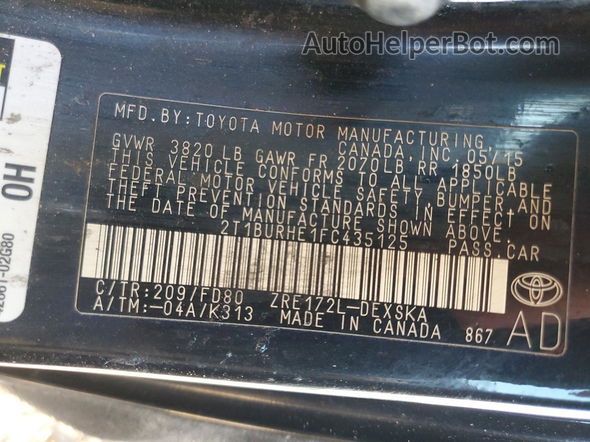 AutoHelperBot.com
MFD.BY:TOYOTA MOTOR MANUFACTURING,
CANADA, INC. 05/15
GVWR 3820 LB GAWR FR 2070LB RR 1850LB
THIS VEHICLE CONFORMS TO ALL APPLICABLE
FEDERAL MOTOR VEHICLE SAFETY, BUMPER, AND
THEFT PREVENTION STANDARDS IN EFFECT ON
THE DATE OF MANUFACTURE SHOWN ABOVE.
2T1BURHE1FC435125 PASS.CAR
C/TR:209/FD80 ZRE172L-DEXSKA
A/TM:-04A/K313 MADE IN CANADA 867 AD
OH